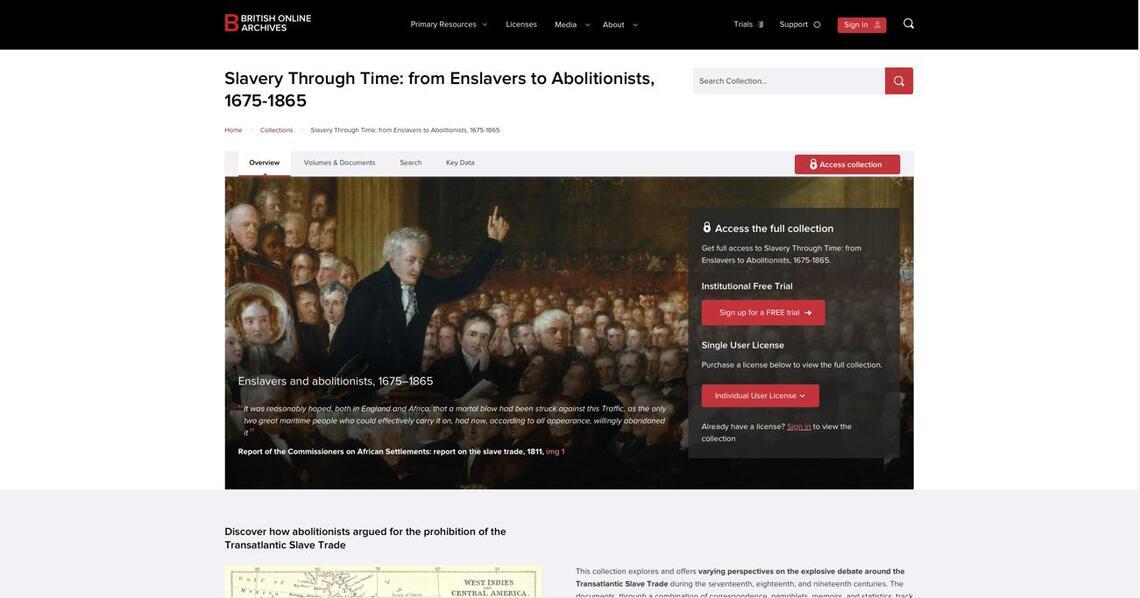 BRITISH ONLINE ARCHIVES
Primary Resources
Licenses
Media
About
Trials
Support
Sign in
Slavery Through Time: from Enslavers to Abolitionists,
1675-1865
Search Collection...
Home
Collections
Slavery Through Time: from Enslavers to Abolitionists, 1675-1865
Overview
Volumes & Documents
Search
Key Data
Access collection
Access the full collection
Get full access to Slavery Through Time: from
Enslavers to Abolitionists, 1675-1865.
Institutional Free Trial
Sign up for a FREE trial
Single User License
Purchase a license below to view the full collection.
Individual User License
Already have a license? Sign in to view the
collection
Enslavers and abolitionists, 1675–1865
"It was reasonably hoped, both in England and Africa, that a mortal blow had been struck against this Traffic, as the only
two great maritime people who could effectively carry it on, had now, according to all appearance, willingly abandoned
it"
Report of the Commissioners on African Settlements: report on the slave trade, 1811, img 1
Discover how abolitionists argued for the prohibition of the
Transatlantic Slave Trade
WEST INDIES
AND
CENTRAL AMERICA.
This collection explores and offers varying perspectives on the explosive debate around the
Transatlantic Slave Trade during the seventeenth, eighteenth, and nineteenth centuries. The
documents, through a combination of correspondence, pamphlets, memoirs, and statistics, track